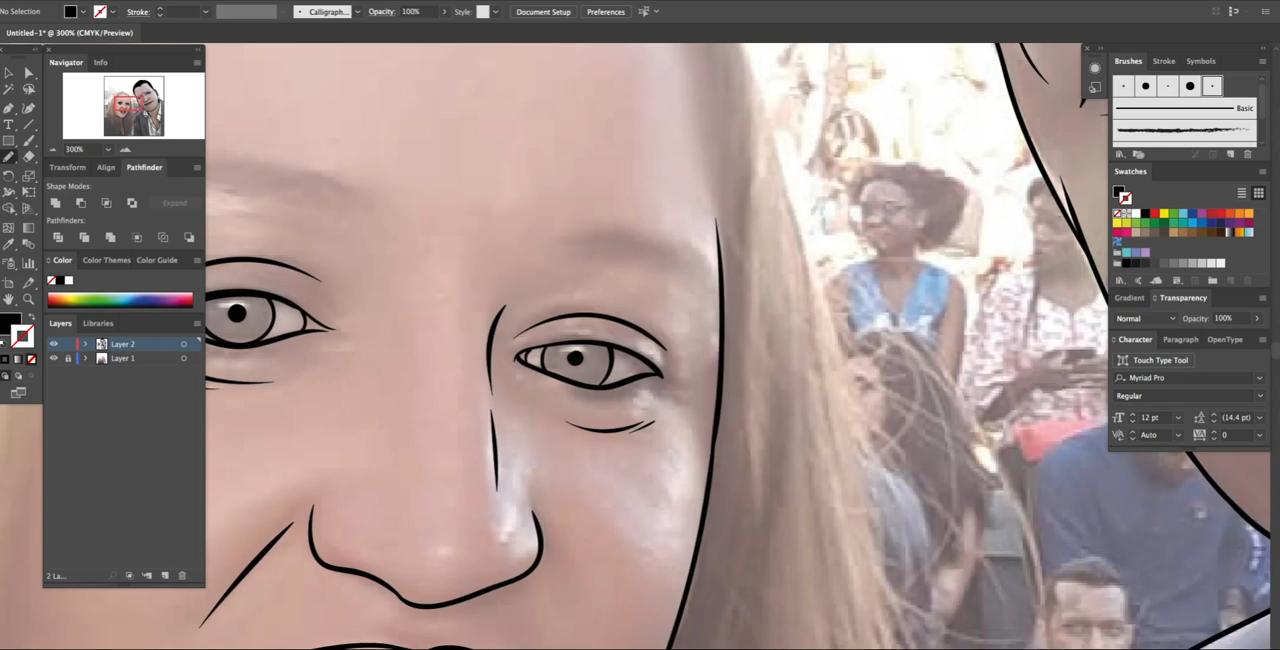 No Selection Stroke: Calligraph... Opacity: 100% Style: Document Setup Preferences
Untitled-1* @ 300% (CMYK/Preview)
Navigator Info
300%
Transform Align Pathfinder
Shape Modes:
Expand
Pathfinders:
Color Color Themes Color Guide
Layers Libraries
Layer 2
Layer 1
2 La...
Brushes Stroke Symbols
Basic
Swatches
Gradient Transparency
Normal Opacity: 100%
Character Paragraph OpenType
Touch Type Tool
Myriad Pro
Regular
12 pt (14.4 pt)
Auto 0